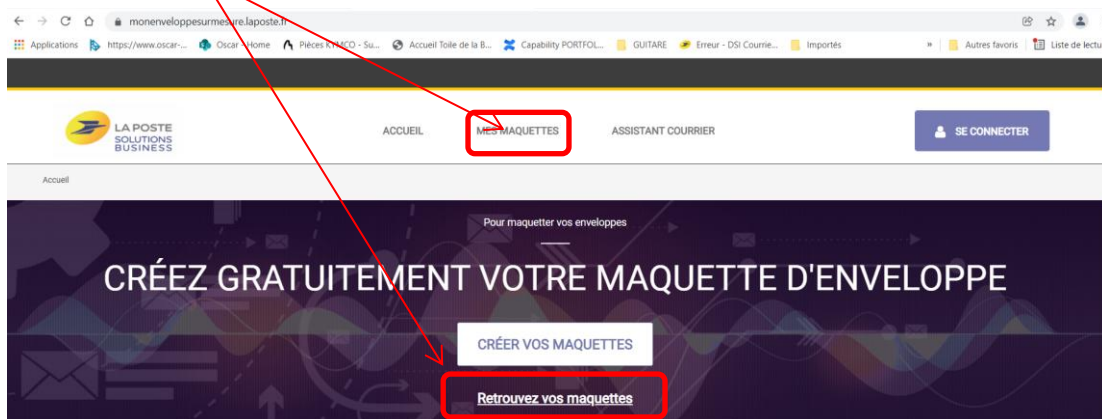 monenveloppesurmesure.laposte.fr
Applications https://www.oscar-... Oscar - Home Pièces KYMCO - Su... Accueil Toile de la B... Capability PORTFOL... GUITARE Erreur - DSI Courrie... Importés » Autres favoris Liste de lectu
LA POSTE
SOLUTIONS
BUSINESS
ACCUEIL MES MAQUETTES ASSISTANT COURRIER SE CONNECTER
Accueil
Pour maquetter vos enveloppes
CRÉEZ GRATUITEMENT VOTRE MAQUETTE D'ENVELOPPE
CRÉER VOS MAQUETTES
Retrouvez vos maquettes